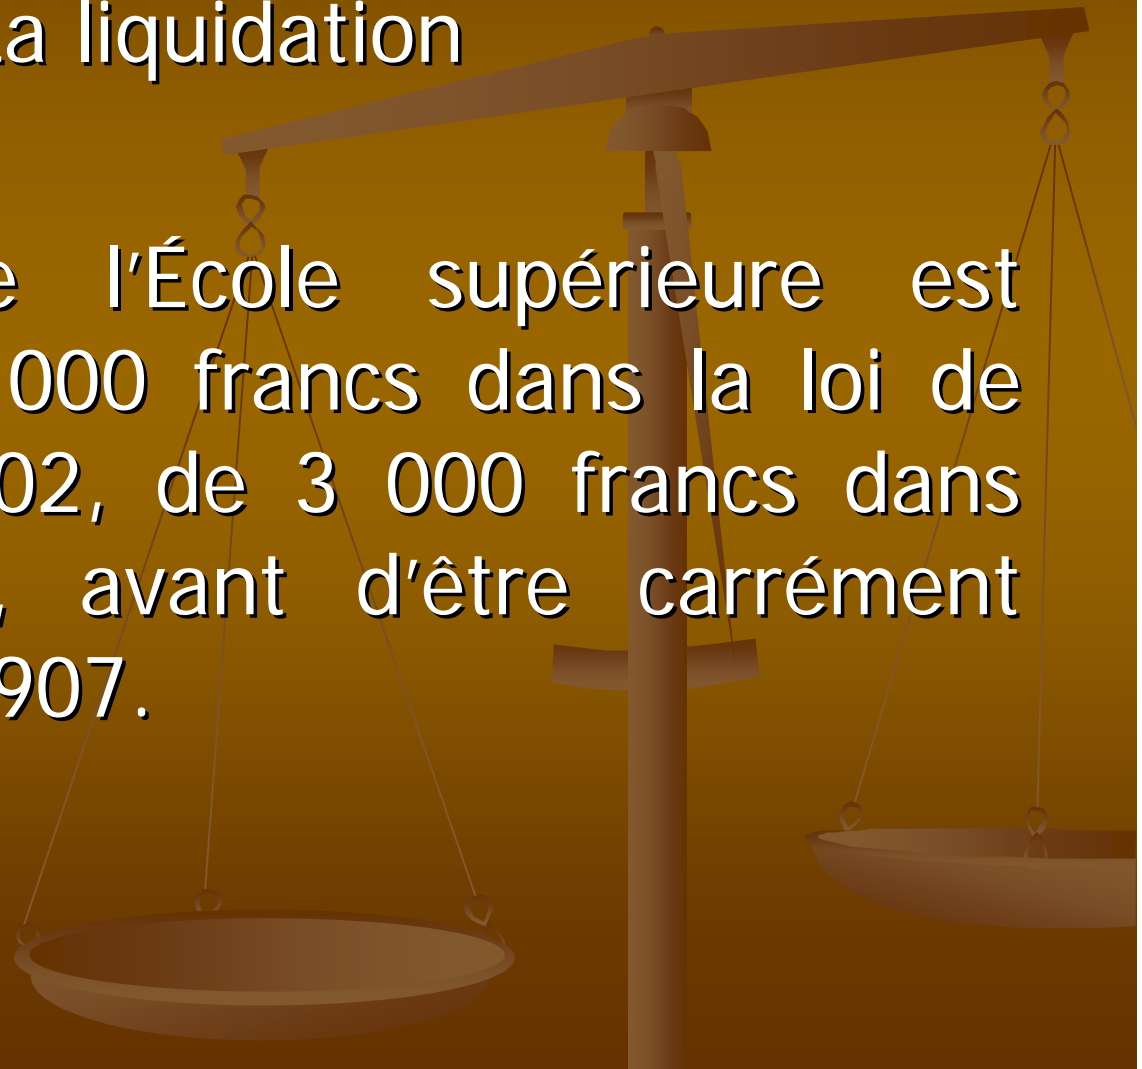 La liquidation
e l'École supérieure est
000 francs dans la loi de
02, de 3 000 francs dans
, avant d'être carrément
907.